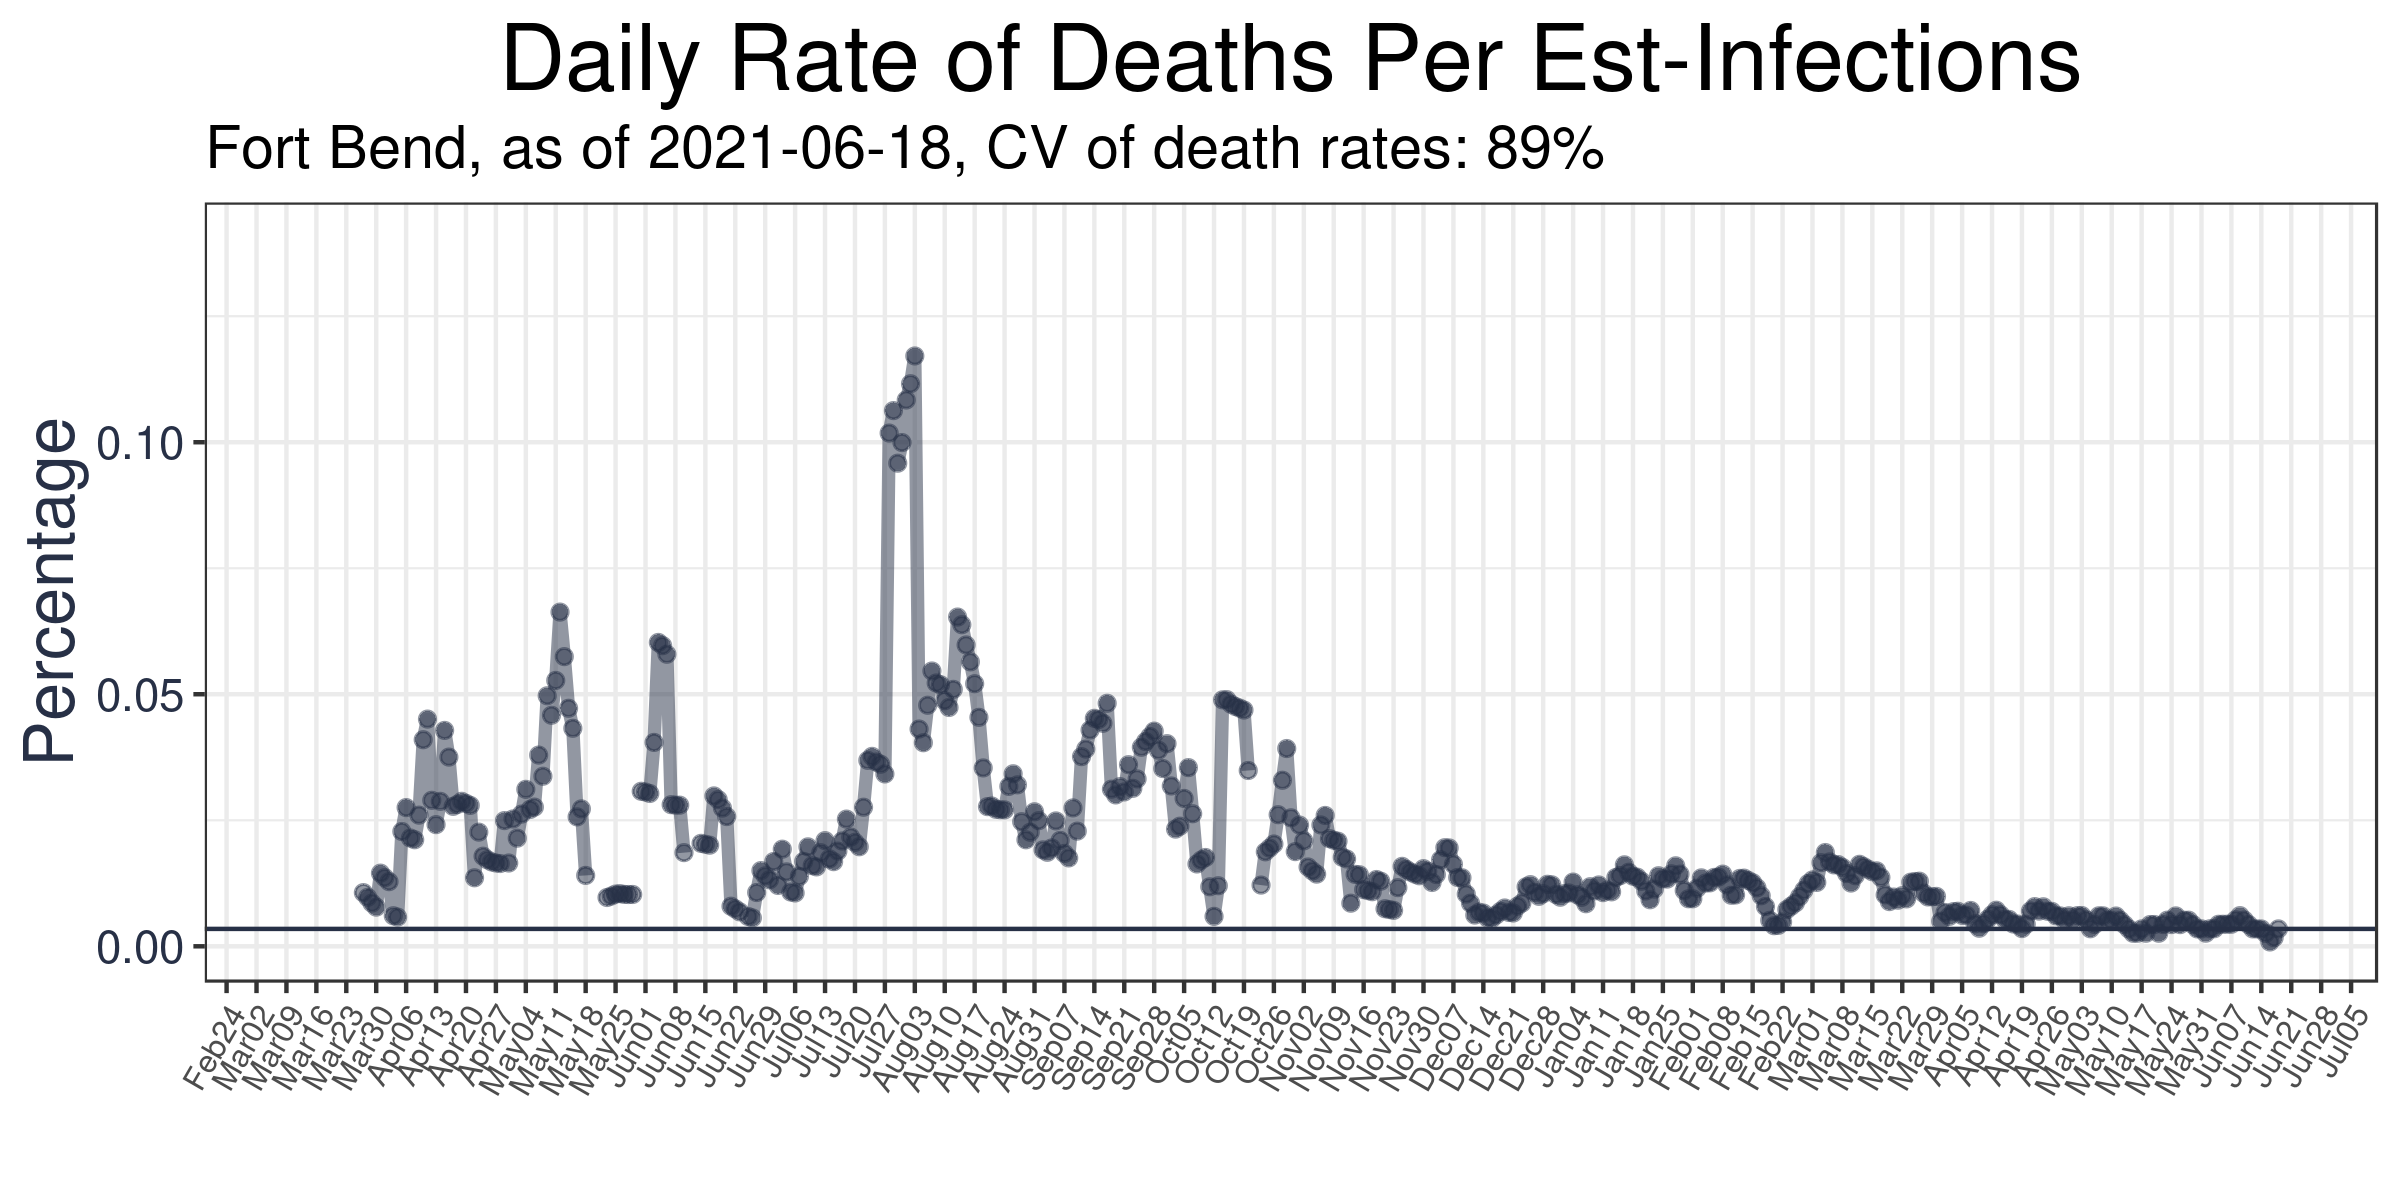 Daily Rate of Deaths Per Est-Infections
Fort Bend, as of 2021-06-18, CV of death rates: 89%
Percentage
0.10
0.05
0.00
Feb24
Mar02
Mar09
Mar16
Mar23
Mar30
Apr06
Apr13
Apr20
Apr27
May04
May11
May18
May25
Jun01
Jun08
Jun15
Jun22
Jun29
Jul06
Jul13
Jul20
Jul27
Aug03
Aug10
Aug17
Aug24
Aug31
Sep07
Sep14
Sep21
Sep28
Oct05
Oct12
Oct19
Oct26
Nov02
Nov09
Nov16
Nov23
Nov30
Dec07
Dec14
Dec21
Dec28
Jan04
Jan11
Jan18
Jan25
Feb01
Feb08
Feb15
Feb22
Mar01
Mar08
Mar15
Mar22
Mar29
Apr05
Apr12
Apr19
Apr26
May03
May10
May17
May24
May31
Jun07
Jun14
Jun21
Jun28
Jul05